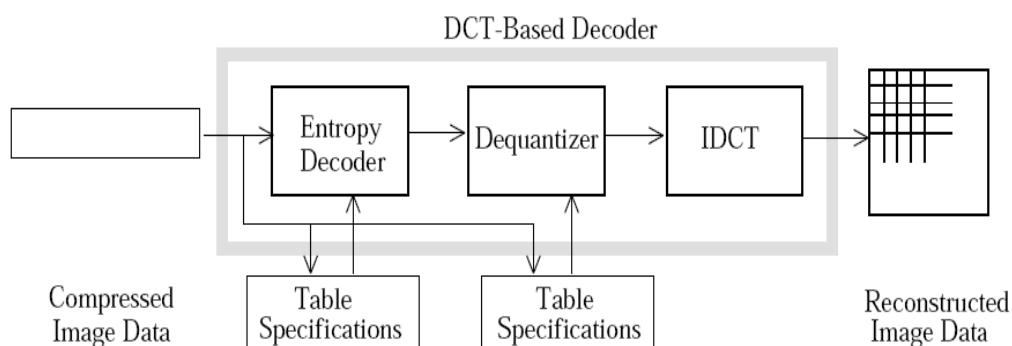 DCT-Based Decoder
Entropy
Decoder
Dequantizer
IDCT
Compressed
Image Data
Table
Specifications
Table
Specifications
Reconstructed
Image Data